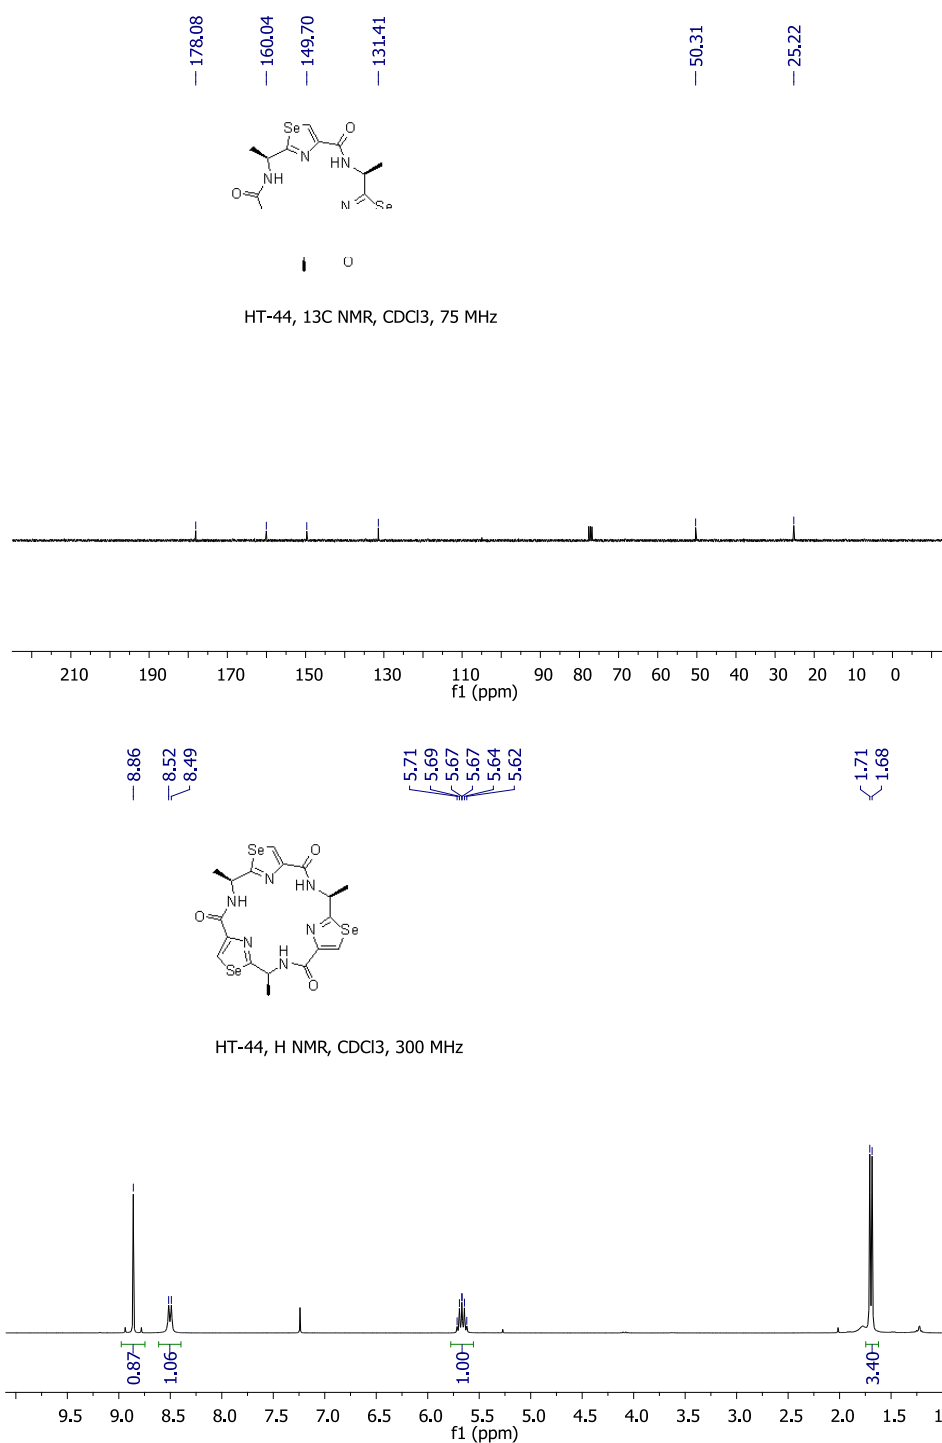 178.08
160.04
149.70
131.41
50.31
25.22
Se
O
N
HN
NH
O
N
Se
O
HT-44, 13C NMR, CDCl3, 75 MHz
210 190 170 150 130 110 90 80 70 60 50 40 30 20 10 0
f1 (ppm)
8.86
8.52
8.49
5.71
5.69
5.67
5.67
5.64
5.62
1.71
1.68
Se
O
N
HN
NH
O
N
N
Se
H
N
Se
O
HT-44, H NMR, CDCl3, 300 MHz
0.87
1.06
1.00
3.40
9.5 9.0 8.5 8.0 7.5 7.0 6.5 6.0 5.5 5.0 4.5 4.0 3.5 3.0 2.5 2.0 1.5 1
f1 (ppm)